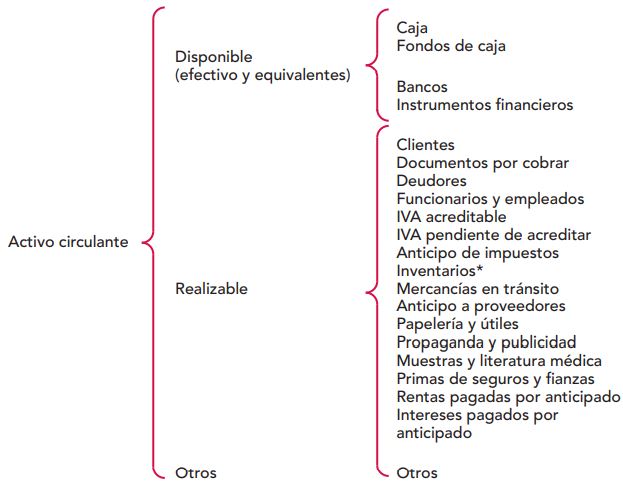 Activo circulante
Disponible
(efectivo y equivalentes)
Caja
Fondos de caja
Bancos
Instrumentos financieros
Realizable
Clientes
Documentos por cobrar
Deudores
Funcionarios y empleados
IVA acreditable
IVA pendiente de acreditar
Anticipo de impuestos
Inventarios*
Mercancías en tránsito
Anticipo a proveedores
Papelería y útiles
Propaganda y publicidad
Muestras y literatura médica
Primas de seguros y fianzas
Rentas pagadas por anticipado
Intereses pagados por
anticipado
Otros
Otros